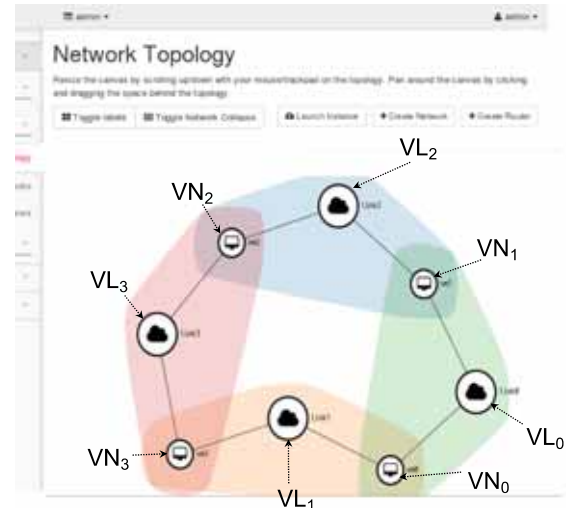 admin
admin
Network Topology
Resize the canvas by scrolling up/down with your mouse/trackpad on the topology. Pan around the canvas by clicking
and dragging the space behind the topology.
Toggle labels Toggle Network Collapse Launch Instance Create Network Create Router
VL2
VN2
VN1
VL3
VL0
VN3
VN0
VL1